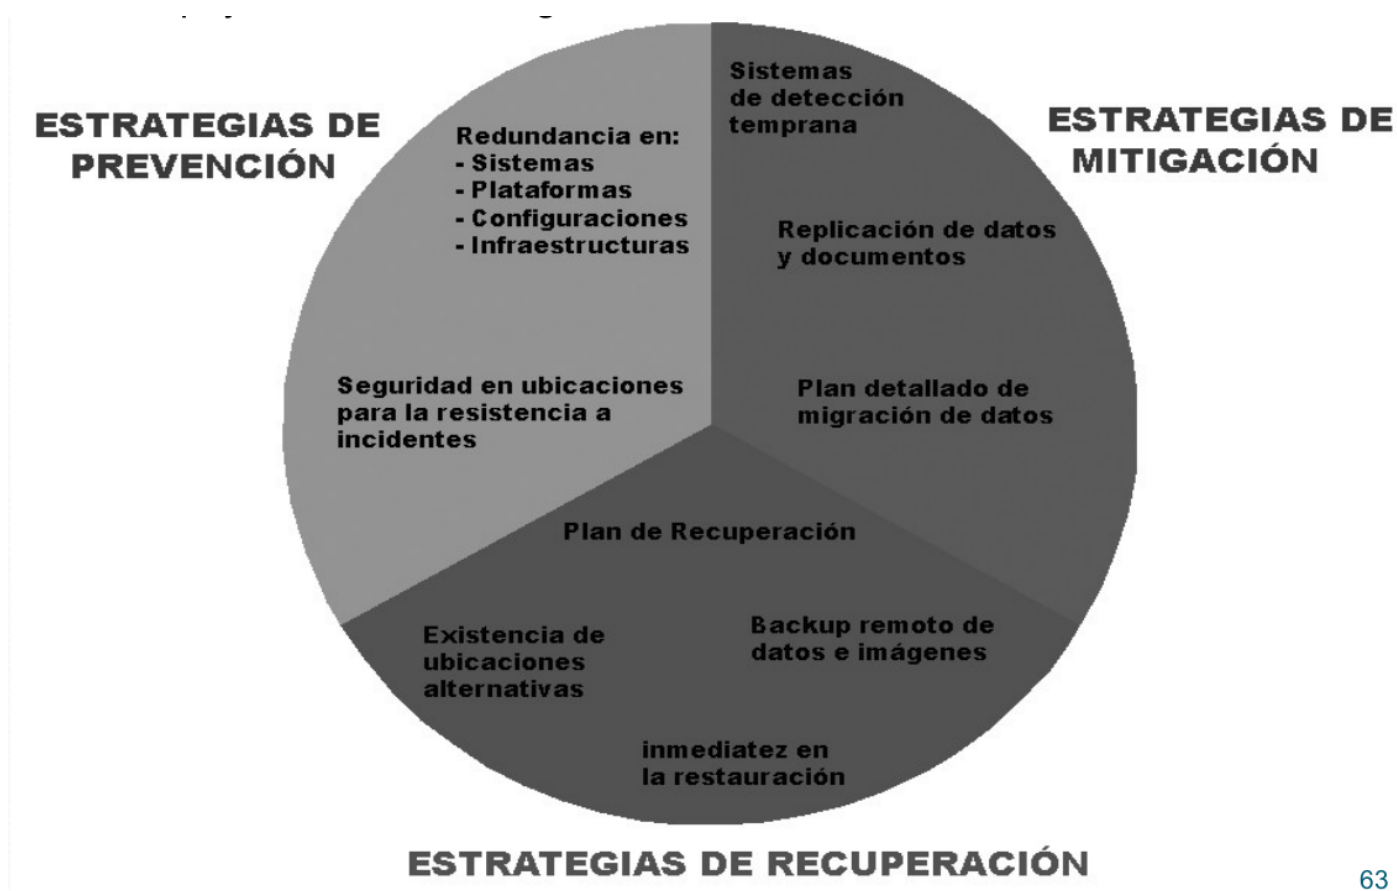 ESTRATEGIAS DE
PREVENCIÓN
Redundancia en:
- Sistemas
- Plataformas
- Configuraciones
- Infraestructuras
Seguridad en ubicaciones
para la resistencia a
incidentes
Sistemas
de detección
temprana
Replicación de datos
y documentos
Plan detallado de
migración de datos
ESTRATEGIAS DE
MITIGACIÓN
Plan de Recuperación
Existencia de
ubicaciones
alternativas
Backup remoto de
datos e imágenes
inmediatez en
la restauración
ESTRATEGIAS DE RECUPERACIÓN
63